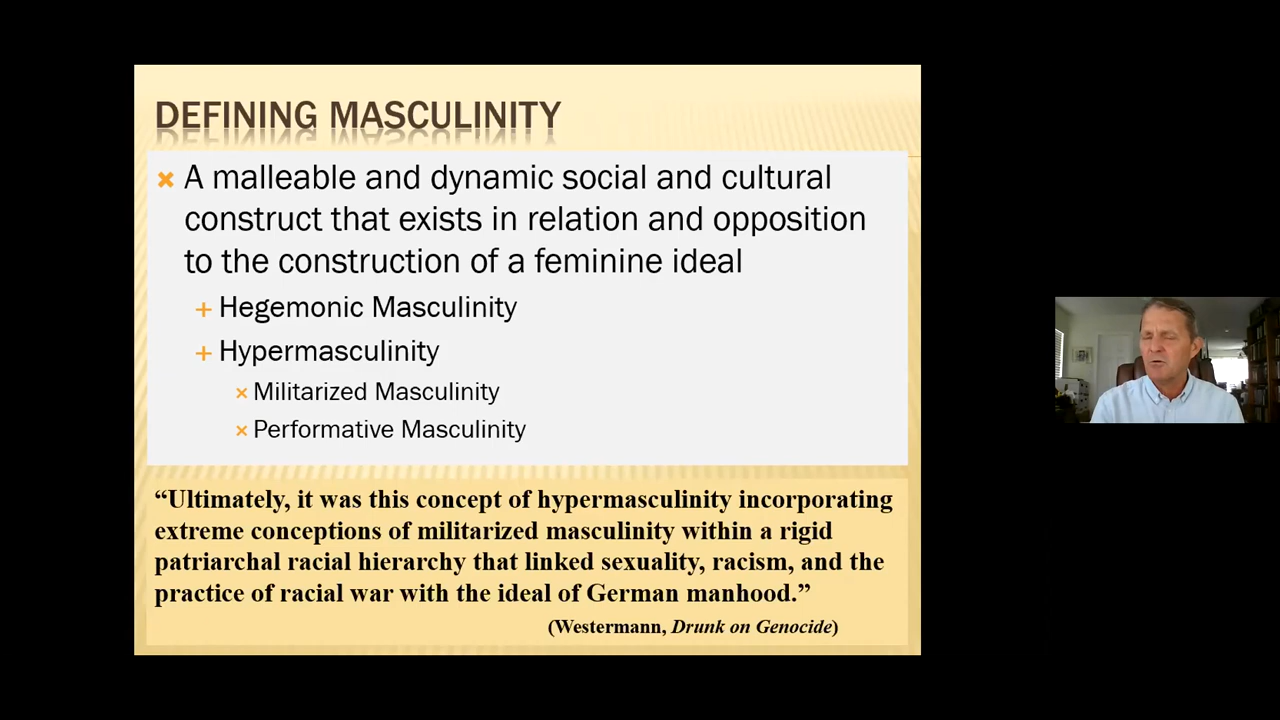 DEFINING MASCULINITY
A malleable and dynamic social and cultural
construct that exists in relation and opposition
to the construction of a feminine ideal
Hegemonic Masculinity
Hypermasculinity
Militarized Masculinity
Performative Masculinity
“Ultimately, it was this concept of hypermasculinity incorporating
extreme conceptions of militarized masculinity within a rigid
patriarchal racial hierarchy that linked sexuality, racism, and the
practice of racial war with the ideal of German manhood.”
(Westermann, Drunk on Genocide)